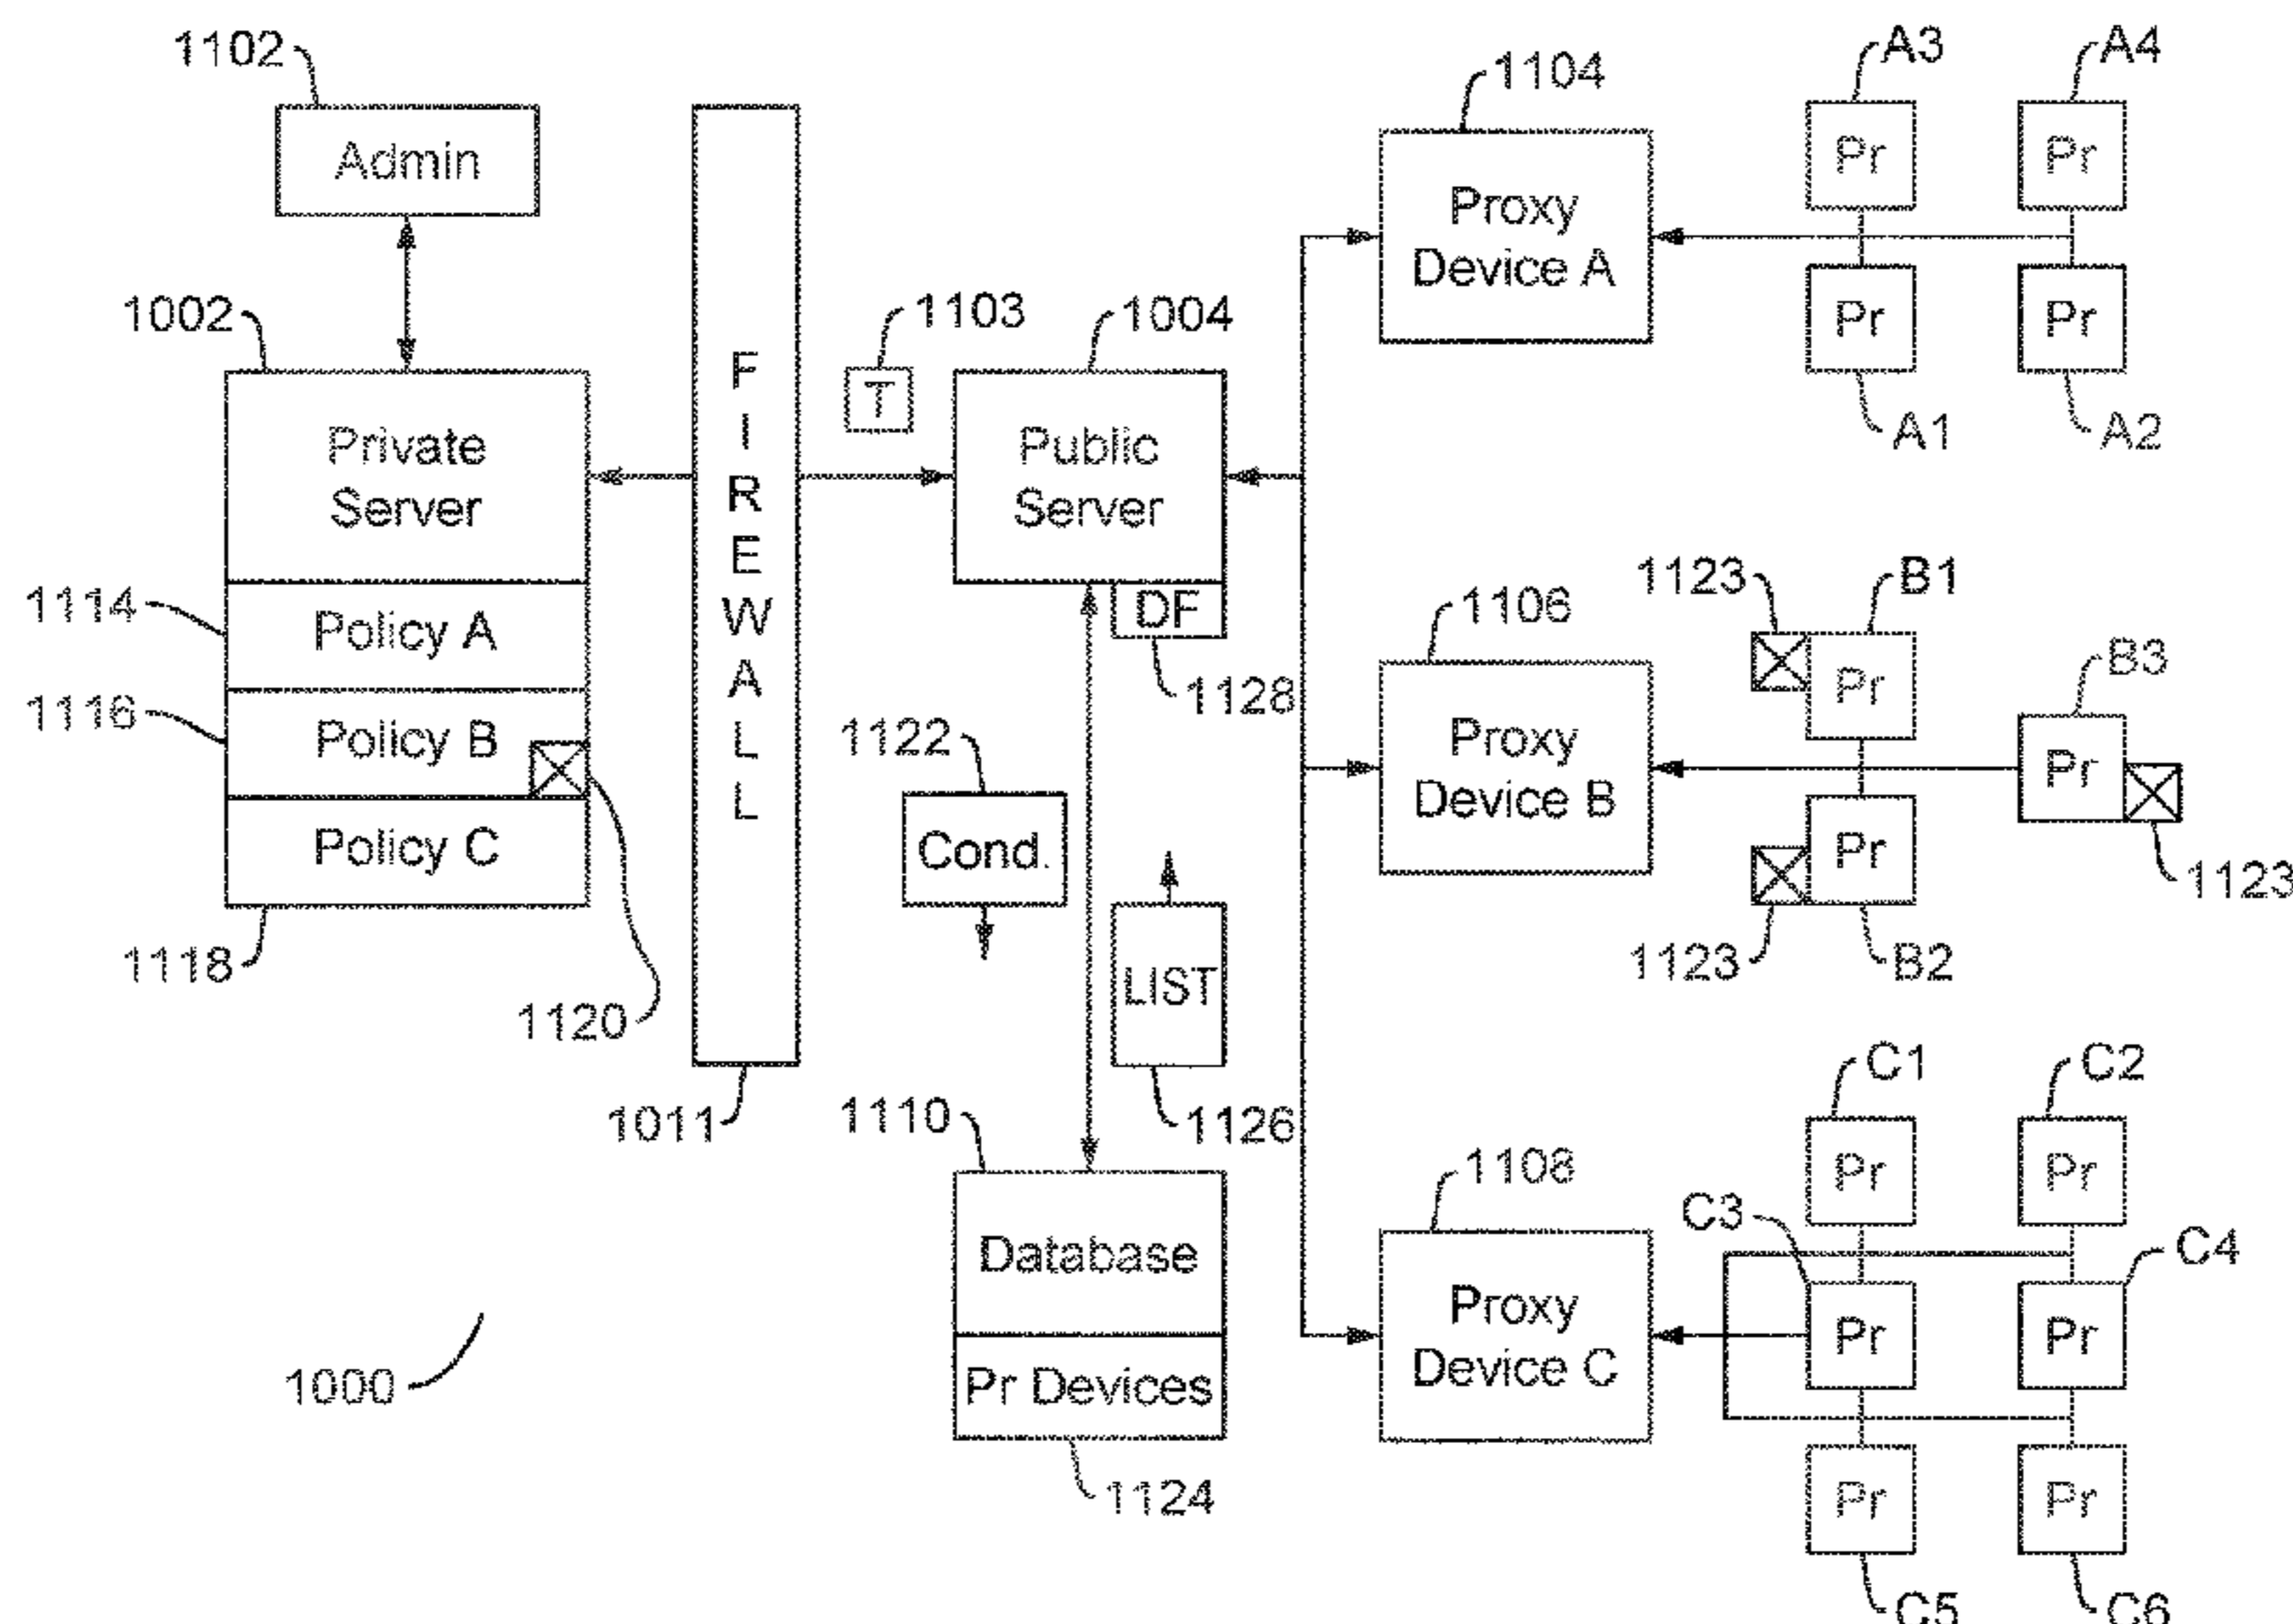 1102
Admin
1002
Private
Server
1114
Policy A
1116
Policy B
Policy C
1118
1120
FIREWALL
1011
1103
T
1004
Public
Server
DF
1128
1122
Cond.
LIST
1126
1110
Database
Pr Devices
1124
1000
1104
Proxy
Device A
A3
A4
Pr
Pr
Pr
Pr
A1
A2
1106
Proxy
Device B
1123
B1
Pr
B3
Pr
1123
Pr
1123
B2
1108
Proxy
Device C
C1
C2
Pr
Pr
C3
C4
Pr
Pr
Pr
Pr
C5
C6